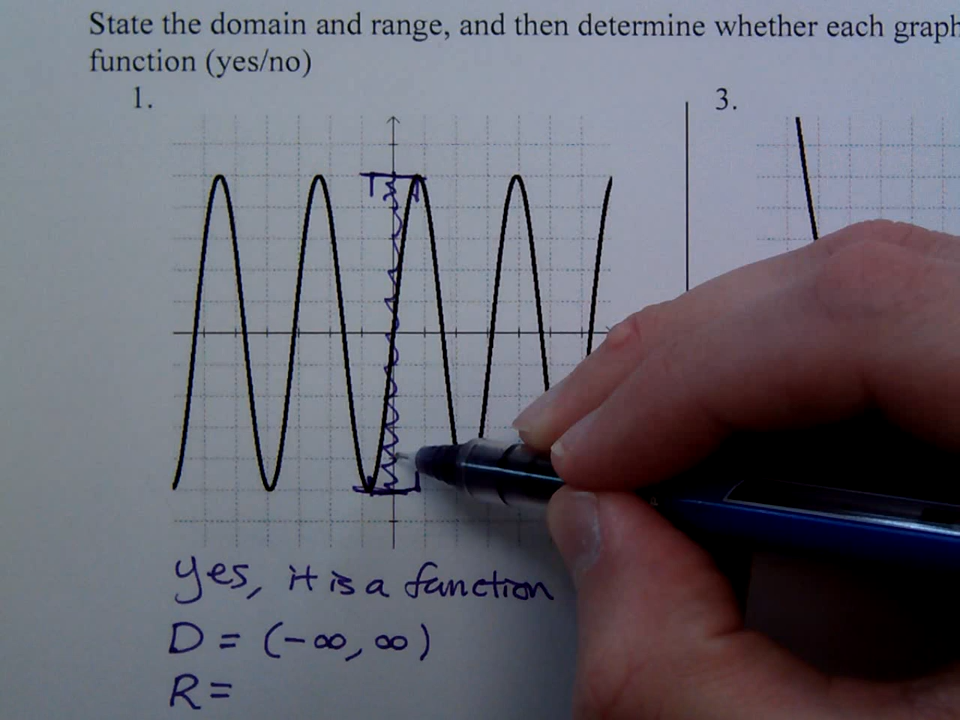 State the domain and range, and then determine whether each graph
function (yes/no)
1.
3.
yes, it is a function
D = (-∞, ∞)
R =